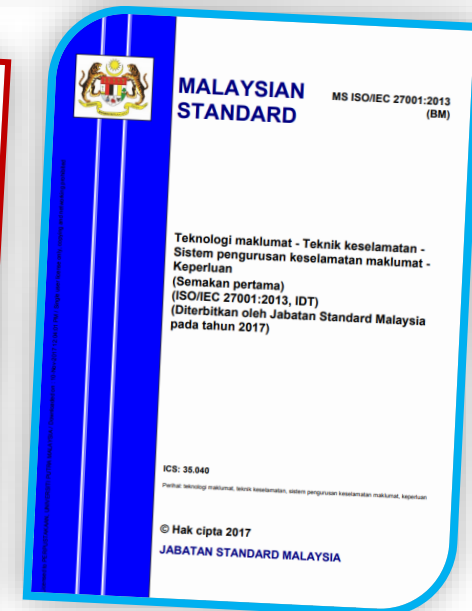 MALAYSIAN
STANDARD
MS ISO/IEC 27001:2013
(BM)
Teknologi maklumat - Teknik keselamatan -
Sistem pengurusan keselamatan maklumat -
Keperluan
(Semakan pertama)
(ISO/IEC 27001:2013, IDT)
(Diterbitkan oleh Jabatan Standard Malaysia
pada tahun 2017)
ICS: 35.040
Perihal: teknologi maklumat, teknik keselamatan, sistem pengurusan keselamatan maklumat, keperluan
© Hak cipta 2017
JABATAN STANDARD MALAYSIA